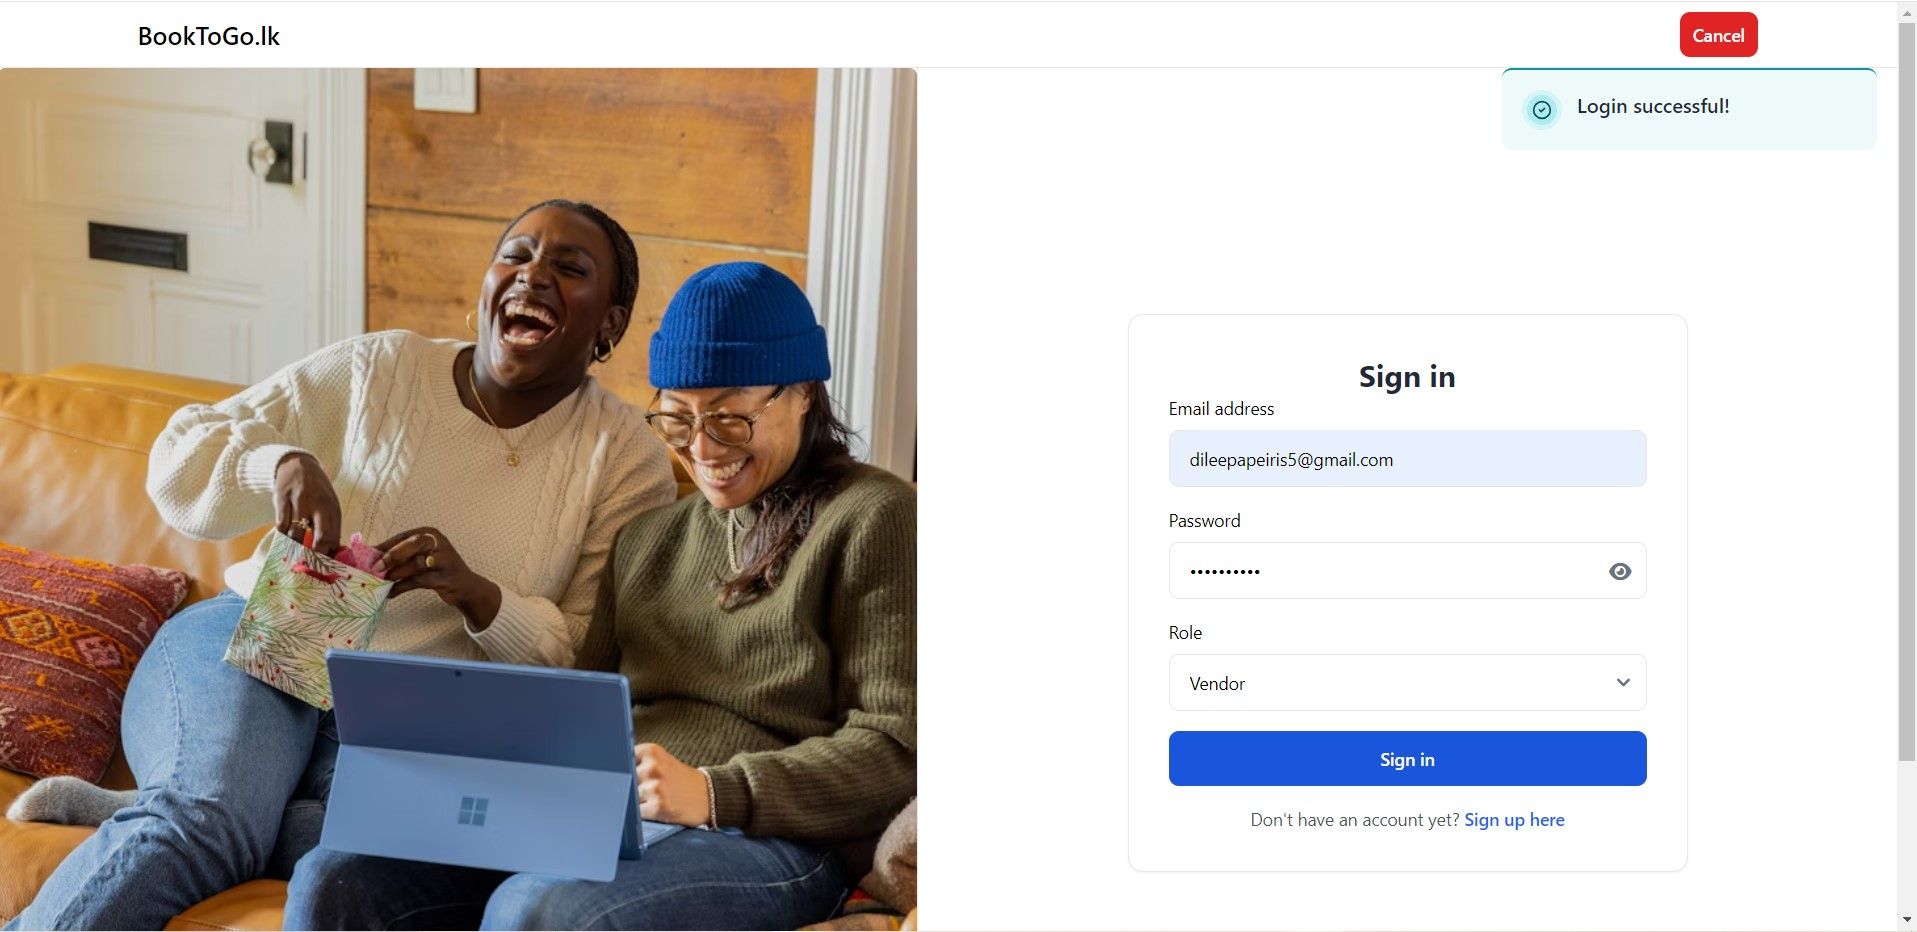 BookToGo.lk
Cancel
Login successful!
Sign in
Email address
dileepapeiris5@gmail.com
Password
••••••••••
Role
Vendor
Sign in
Don't have an account yet? Sign up here